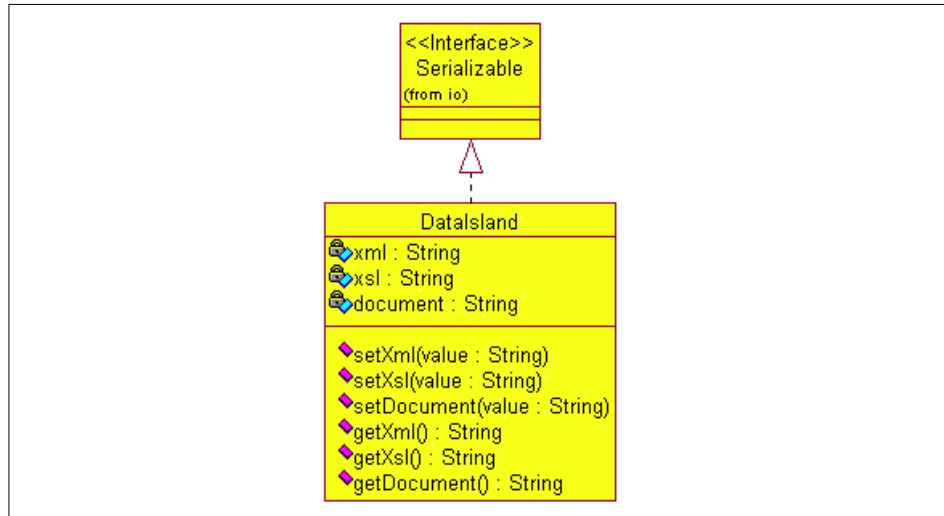 <<Interface>>
Serializable
(from io)
DataIsland
xml : String
xsl : String
document : String
setXml(value : String)
setXsl(value : String)
setDocument(value : String)
getXml() : String
getXsl() : String
getDocument() : String